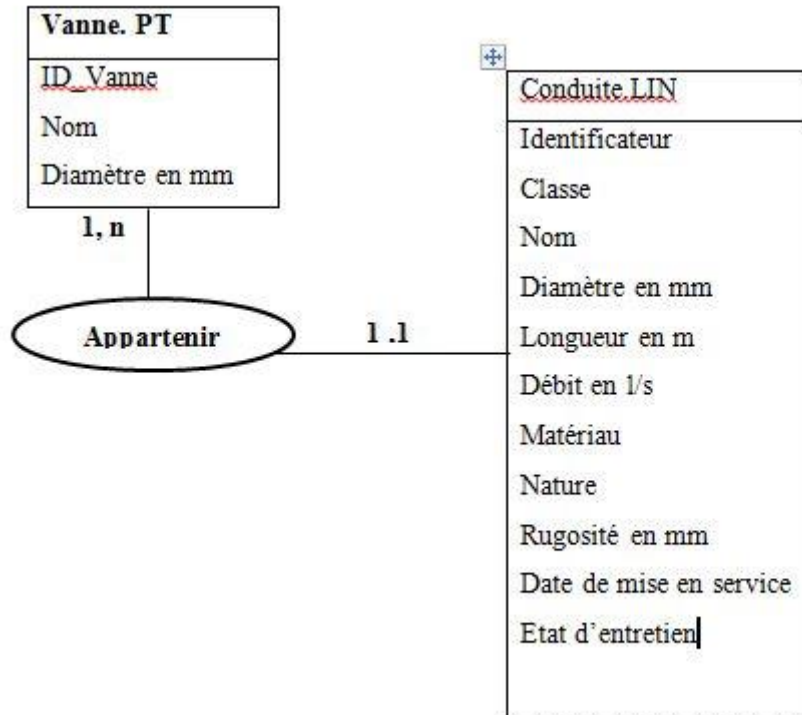 Vanne. PT
ID_Vanne
Nom
Diamètre en mm
1, n
Appartenir
1 .1
Conduite.LIN
Identificateur
Classe
Nom
Diamètre en mm
Longueur en m
Débit en l/s
Matériau
Nature
Rugosité en mm
Date de mise en service
Etat d’entretien